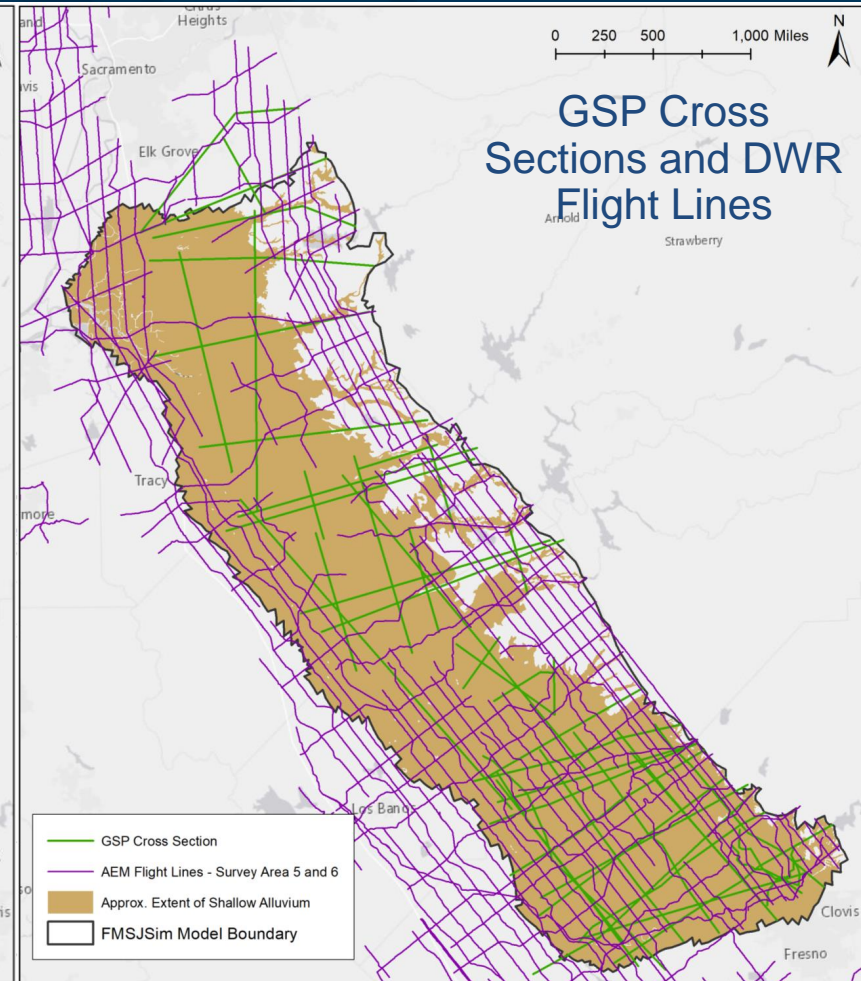 Heights
Sacramento
Elk Grove
0 250 500 1,000 Miles
N
GSP Cross
Sections and DWR
Flight Lines
Arnold
Strawberry
Tracy
Los Banos
Clovis
Fresno
GSP Cross Section
AEM Flight Lines - Survey Area 5 and 6
Approx. Extent of Shallow Alluvium
FMSJSim Model Boundary